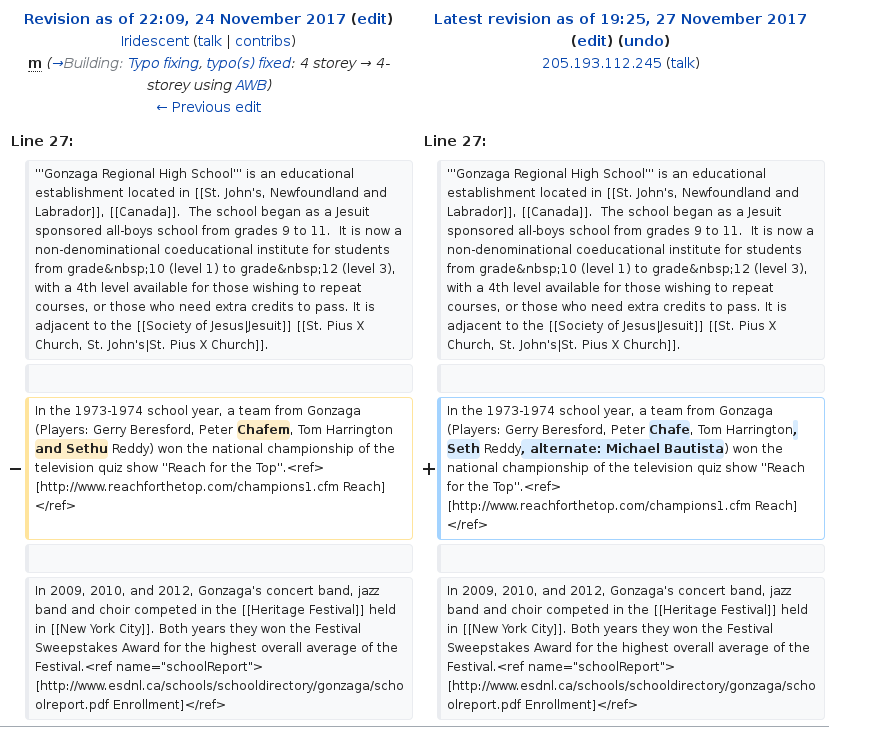 Revision as of 22:09, 24 November 2017 (edit)
Iridescent (talk | contribs)
m (→Building: Typo fixing, typo(s) fixed: 4 storey → 4-
storey using AWB)
← Previous edit
Latest revision as of 19:25, 27 November 2017
(edit) (undo)
205.193.112.245 (talk)
Line 27:
'''Gonzaga Regional High School''' is an educational
establishment located in [[St. John's, Newfoundland and
Labrador]], [[Canada]].  The school began as a Jesuit
sponsored all-boys school from grades 9 to 11.  It is now a
non-denominational coeducational institute for students
from grade&nbsp;10 (level 1) to grade&nbsp;12 (level 3),
with a 4th level available for those wishing to repeat
courses, or those who need extra credits to pass. It is
adjacent to the [[Society of Jesus|Jesuit]] [[St. Pius X
Church, St. John's|St. Pius X Church]].
− In the 1973-1974 school year, a team from Gonzaga
(Players: Gerry Beresford, Peter Chafem, Tom Harrington
and Sethu Reddy) won the national championship of the
television quiz show ''Reach for the Top''.<ref>
[http://www.reachforthetop.com/champions1.cfm Reach]
</ref>
In 2009, 2010, and 2012, Gonzaga's concert band, jazz
band and choir competed in the [[Heritage Festival]] held
in [[New York City]]. Both years they won the Festival
Sweepstakes Award for the highest overall average of the
Festival.<ref name="schoolReport">
[http://www.esdnl.ca/schools/schooldirectory/gonzaga/scho
olreport.pdf Enrollment]</ref>
Line 27:
'''Gonzaga Regional High School''' is an educational
establishment located in [[St. John's, Newfoundland and
Labrador]], [[Canada]].  The school began as a Jesuit
sponsored all-boys school from grades 9 to 11.  It is now a
non-denominational coeducational institute for students
from grade&nbsp;10 (level 1) to grade&nbsp;12 (level 3),
with a 4th level available for those wishing to repeat
courses, or those who need extra credits to pass. It is
adjacent to the [[Society of Jesus|Jesuit]] [[St. Pius X
Church, St. John's|St. Pius X Church]].
+ In the 1973-1974 school year, a team from Gonzaga
(Players: Gerry Beresford, Peter Chafe, Tom Harrington,
Seth Reddy, alternate: Michael Bautista) won the
national championship of the television quiz show ''Reach
for the Top''.<ref>
[http://www.reachforthetop.com/champions1.cfm Reach]
</ref>
In 2009, 2010, and 2012, Gonzaga's concert band, jazz
band and choir competed in the [[Heritage Festival]] held
in [[New York City]]. Both years they won the Festival
Sweepstakes Award for the highest overall average of the
Festival.<ref name="schoolReport">
[http://www.esdnl.ca/schools/schooldirectory/gonzaga/scho
olreport.pdf Enrollment]</ref>